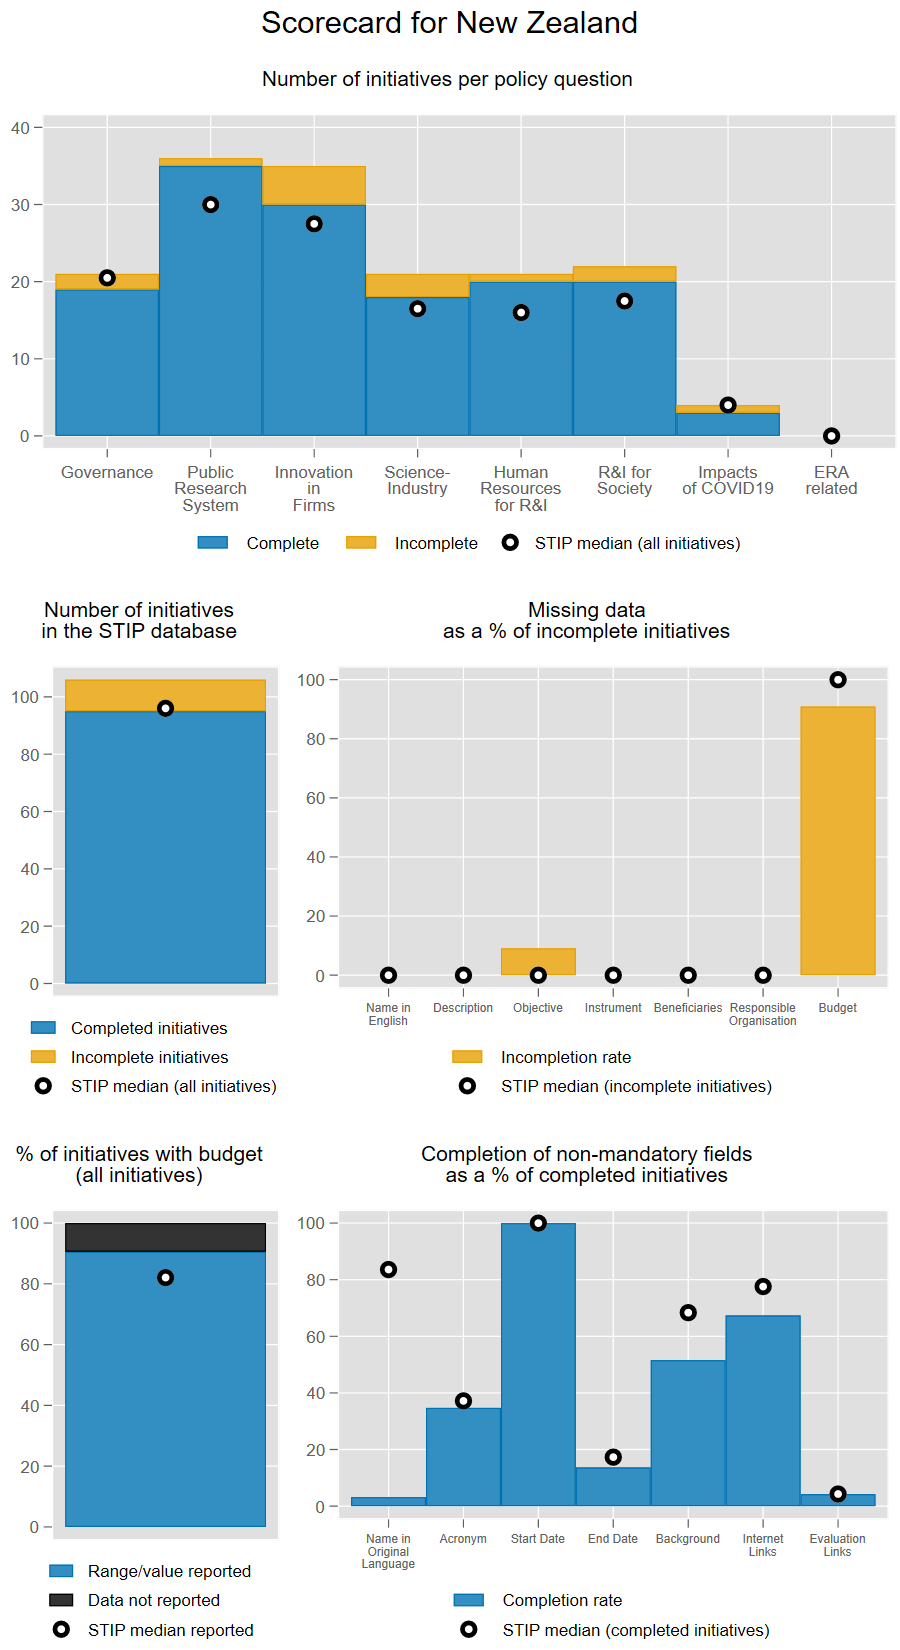 Scorecard for New Zealand
Number of initiatives per policy question
40
30
20
10
0
Governance
Public
Research
System
Innovation
in
Firms
Science-
Industry
Human
Resources
for R&I
R&I for
Society
Impacts
of COVID19
ERA
related
Complete
Incomplete
STIP median (all initiatives)
Number of initiatives
in the STIP database
100
80
60
40
20
0
Completed initiatives
Incomplete initiatives
STIP median (all initiatives)
Missing data
as a % of incomplete initiatives
100
80
60
40
20
0
Name in
English
Description
Objective
Instrument
Beneficiaries
Responsible
Organisation
Budget
Incompletion rate
STIP median (incomplete initiatives)
% of initiatives with budget
(all initiatives)
100
80
60
40
20
0
Range/value reported
Data not reported
STIP median reported
Completion of non-mandatory fields
as a % of completed initiatives
100
80
60
40
20
0
Name in
Original
Language
Acronym
Start Date
End Date
Background
Internet
Links
Evaluation
Links
Completion rate
STIP median (completed initiatives)